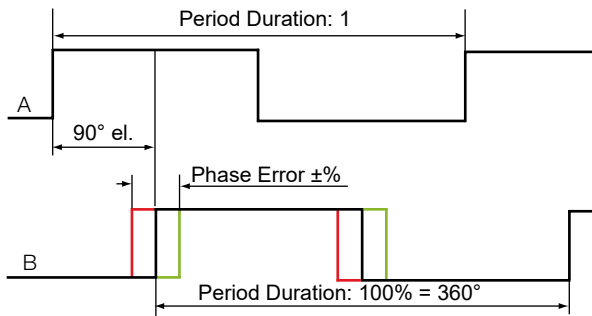 Period Duration: 1
A
90° el.
Phase Error ±%
B
Period Duration: 100% = 360°